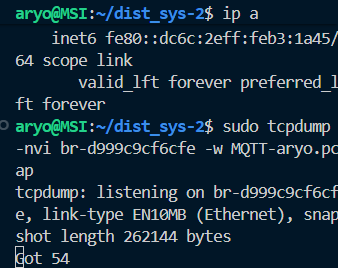 aryo@MSI:~/dist_sys-2$ ip a
inet6 fe80::dc6c:2eff:feb3:1a45/
64 scope link
valid_lft forever preferred_l
ft forever
aryo@MSI:~/dist_sys-2$ sudo tcpdump
-nvi br-d999c9cf6cfe -w MQTT-aryo.pc
ap
tcpdump: listening on br-d999c9cf6cf
e, link-type EN10MB (Ethernet), snap
shot length 262144 bytes
Got 54